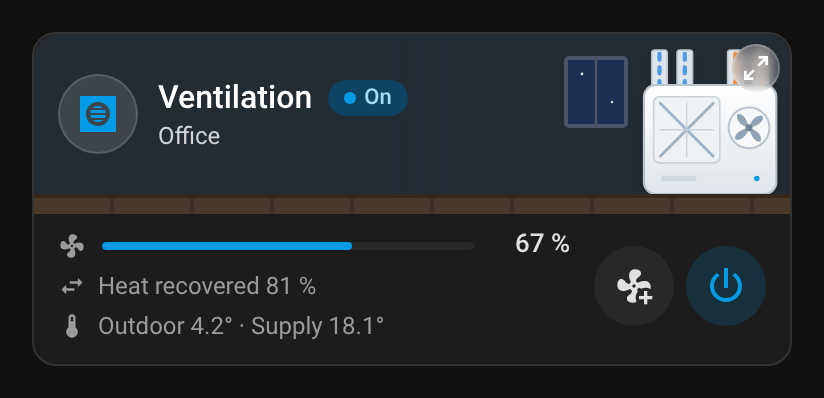 Ventilation
On
Office
67 %
Heat recovered 81 %
Outdoor 4.2° · Supply 18.1°